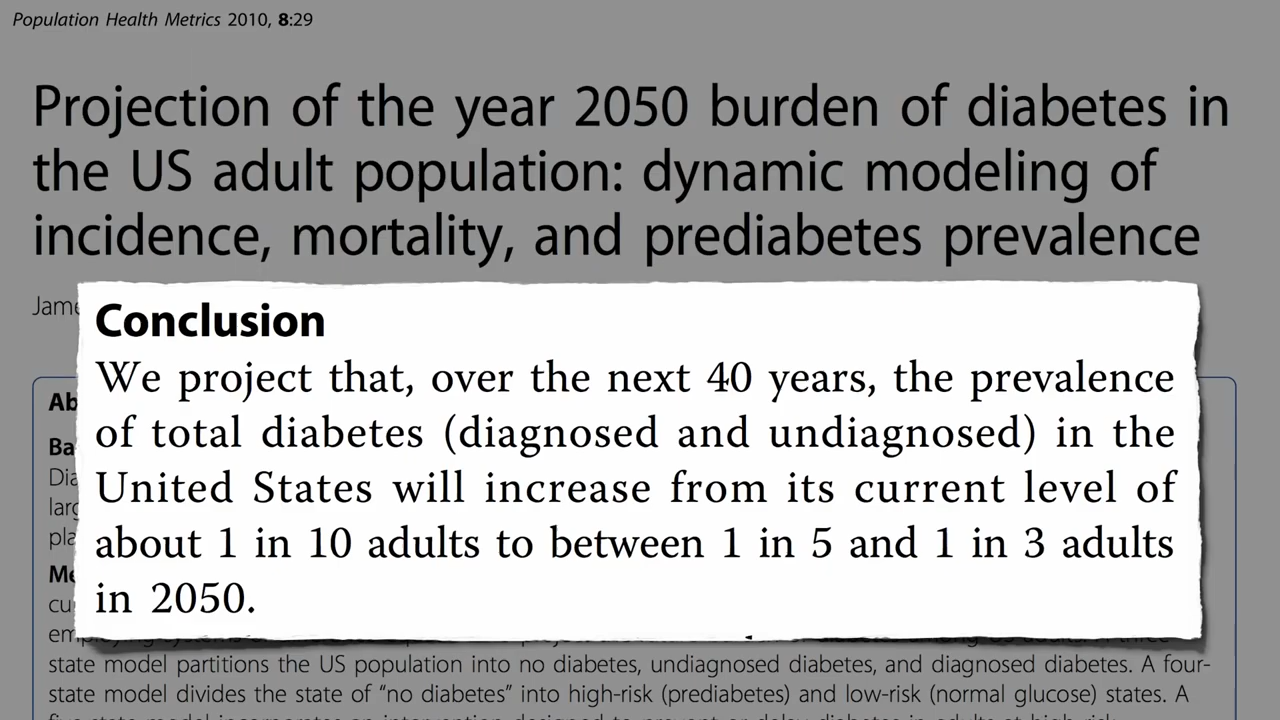 Population Health Metrics 2010, 8:29
Projection of the year 2050 burden of diabetes in
the US adult population: dynamic modeling of
incidence, mortality, and prediabetes prevalence
Conclusion
We project that, over the next 40 years, the prevalence
of total diabetes (diagnosed and undiagnosed) in the
United States will increase from its current level of
about 1 in 10 adults to between 1 in 5 and 1 in 3 adults
in 2050.
state model partitions the US population into no diabetes, undiagnosed diabetes, and diagnosed diabetes. A four-
state model divides the state of “no diabetes” into high-risk (prediabetes) and low-risk (normal glucose) states. A